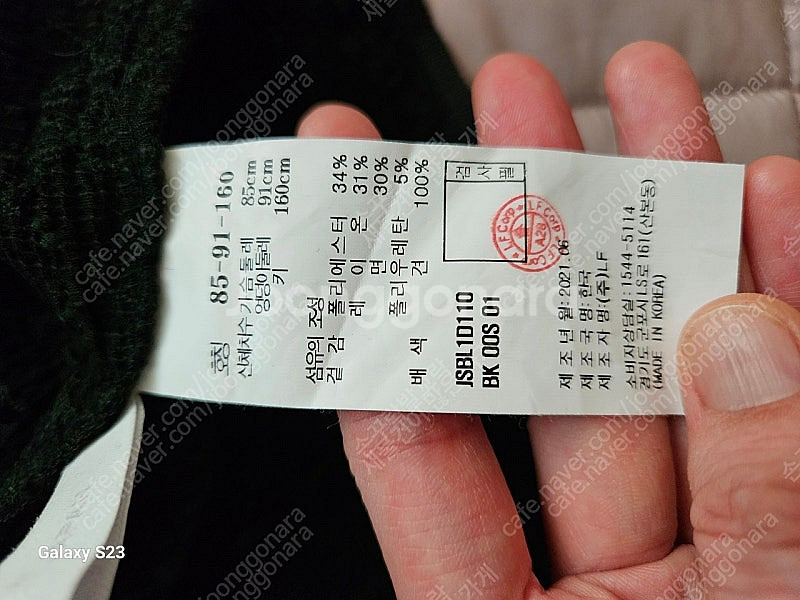 호칭 85-91-160
신체치수 가슴둘레 85cm
엉덩이둘레 91cm
키 160cm
섬유의 조성
겉감 폴리에스터 34%
레이온 31%
면 30%
폴리우레탄 5%
배색 견 100%
JSBL1D110
BK 00S 01
검사필
LF Corp. LF Corp.
A28
제조년월:2021.06
제조국명:한국
제조자명:(주)LF
소비자상담실:1544-5114
경기도 군포시 LS로 161(산본동)
(MADE IN KOREA)
Galaxy S23
joonggonara
cafe.naver.com/joonggonara